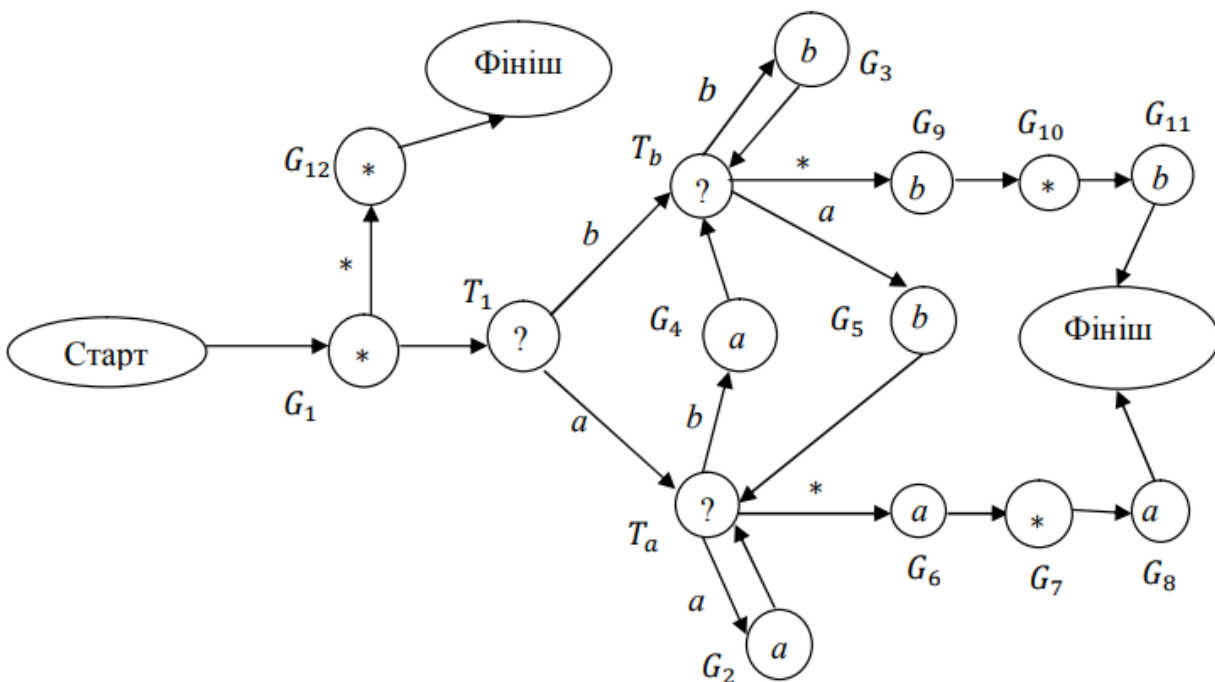 Фініш
b
G₃
b
G₉
G₁₀
G₁₁
T_b
G₁₂
*
?
*
b
*
b
a
b
*
T₁
G₄
G₅
Старт
*
?
a
b
Фініш
G₁
a
b
?
*
a
*
a
T_a
G₆
G₇
G₈
a
G₂
a